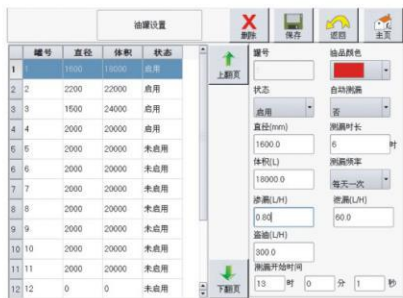 油罐设置
删除 保存 返回 主页
罐号 直径 体积 状态
1 1 1600 18000 启用
2 2 2200 22000 启用
3 3 1500 24000 启用
4 4 2000 20000 启用
5 5 2000 20000 未启用
6 6 2000 20000 未启用
7 7 2000 20000 未启用
8 8 2000 20000 未启用
9 9 2000 20000 未启用
10 10 2000 20000 未启用
11 11 2000 20000 未启用
12 12 0 0 未启用
上翻页
下翻页
罐号 油品颜色
状态 自动测漏
启用 否
直径(mm) 测漏时长
1600.0 6 时
体积(L) 测漏频率
18000.0 每天一次
渗漏(L/H) 泄漏(L/H)
0.80 60.0
盗油(L/H)
300.0
测漏开始时间
13 时 0 分 1 秒